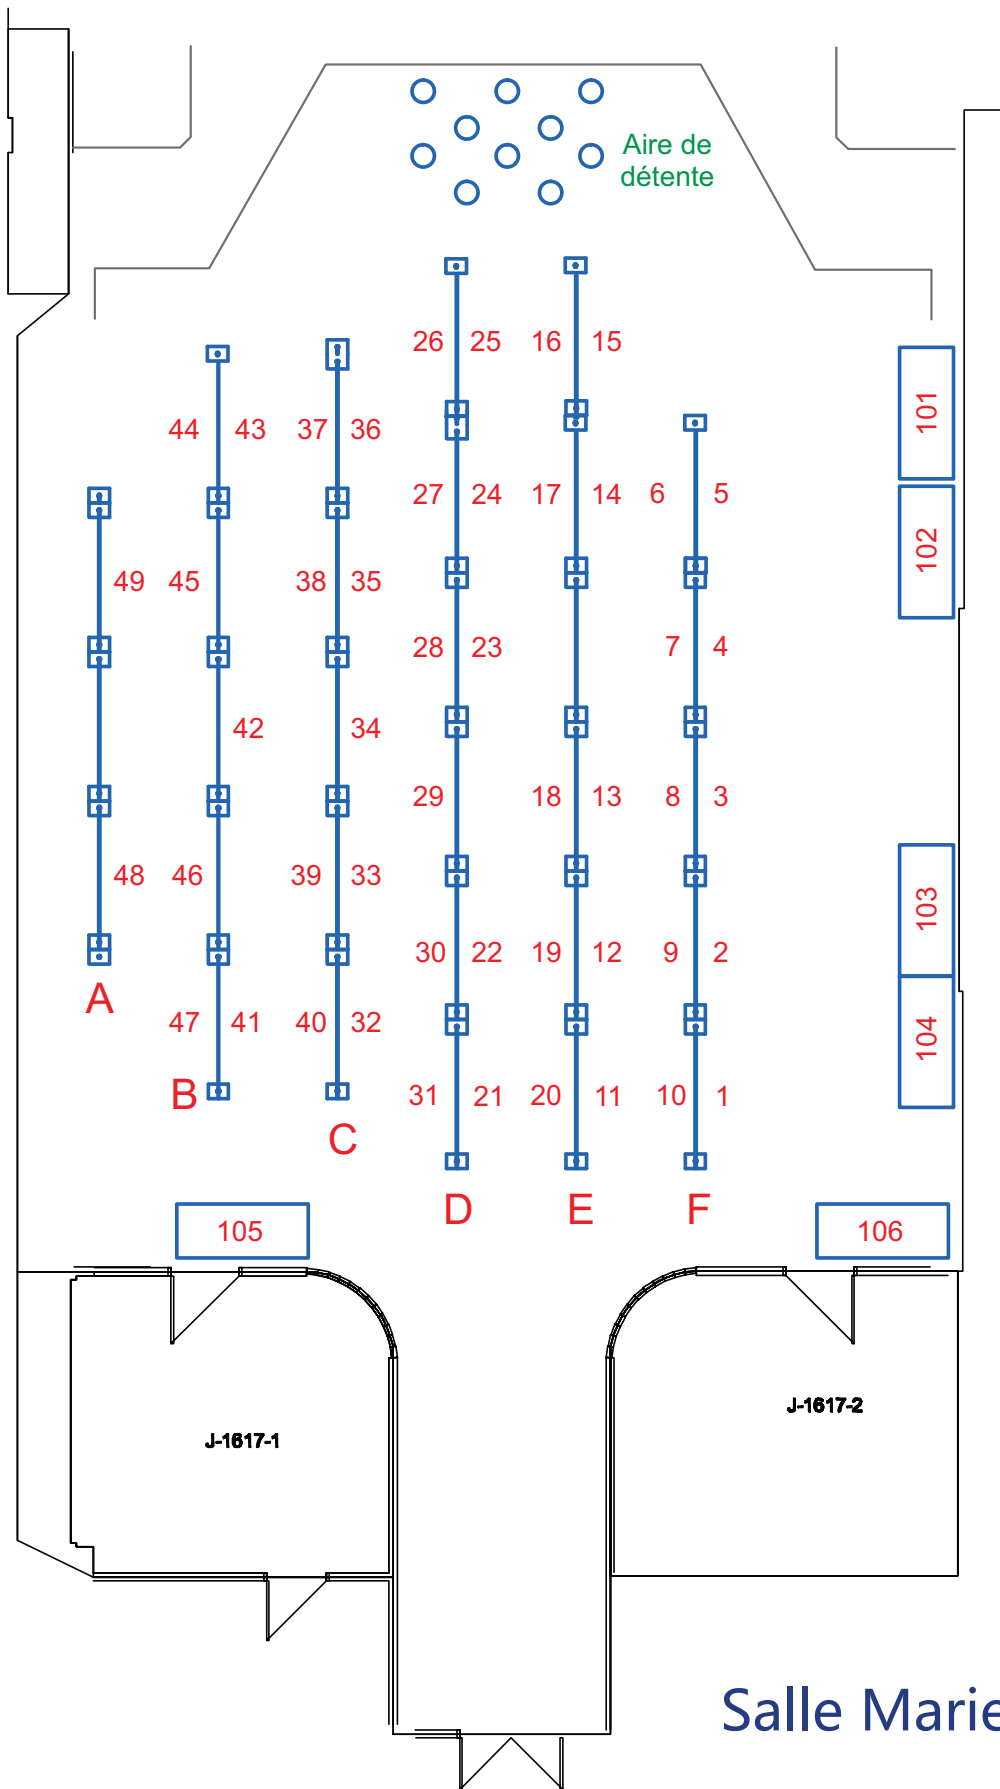 Aire de
détente
26 25 16 15
44 43 37 36
27 24 17 14 6 5
49 45 38 35
28 23 7 4
42 34
29 18 13 8 3
48 46 39 33
30 22 19 12 9 2
A
47 41 40 32
B
31 21 20 11 10 1
C
D E F
101
102
103
104
105
106
J-1617-1
J-1617-2
Salle Marie